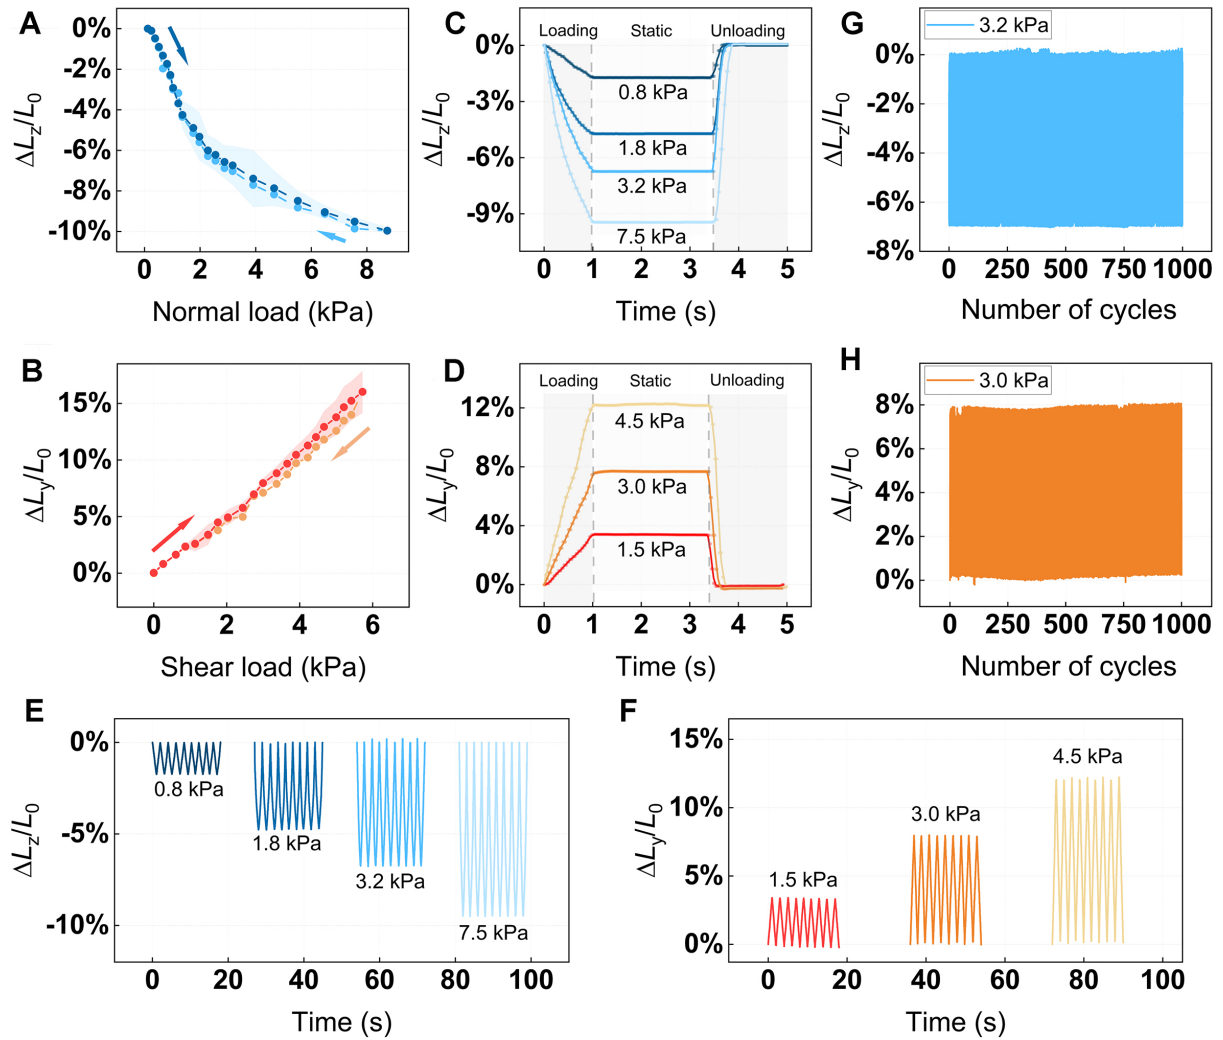 A
0%
-2%
-4%
-6%
-8%
-10%
ΔLz/L0
0 2 4 6 8
Normal load (kPa)
C
Loading Static Unloading
0%
-3%
-6%
-9%
ΔLz/L0
0.8 kPa
1.8 kPa
3.2 kPa
7.5 kPa
0 1 2 3 4 5
Time (s)
G
3.2 kPa
0%
-2%
-4%
-6%
-8%
ΔLz/L0
0 250 500 750 1000
Number of cycles
B
15%
10%
5%
0%
ΔLy/L0
0 2 4 6
Shear load (kPa)
D
Loading Static Unloading
12%
8%
4%
0%
ΔLy/L0
4.5 kPa
3.0 kPa
1.5 kPa
0 1 2 3 4 5
Time (s)
H
3.0 kPa
8%
6%
4%
2%
0%
ΔLy/L0
0 250 500 750 1000
Number of cycles
E
0%
-5%
-10%
ΔLz/L0
0.8 kPa
1.8 kPa
3.2 kPa
7.5 kPa
0 20 40 60 80 100
Time (s)
F
15%
10%
5%
0%
ΔLy/L0
4.5 kPa
3.0 kPa
1.5 kPa
0 20 40 60 80 100
Time (s)